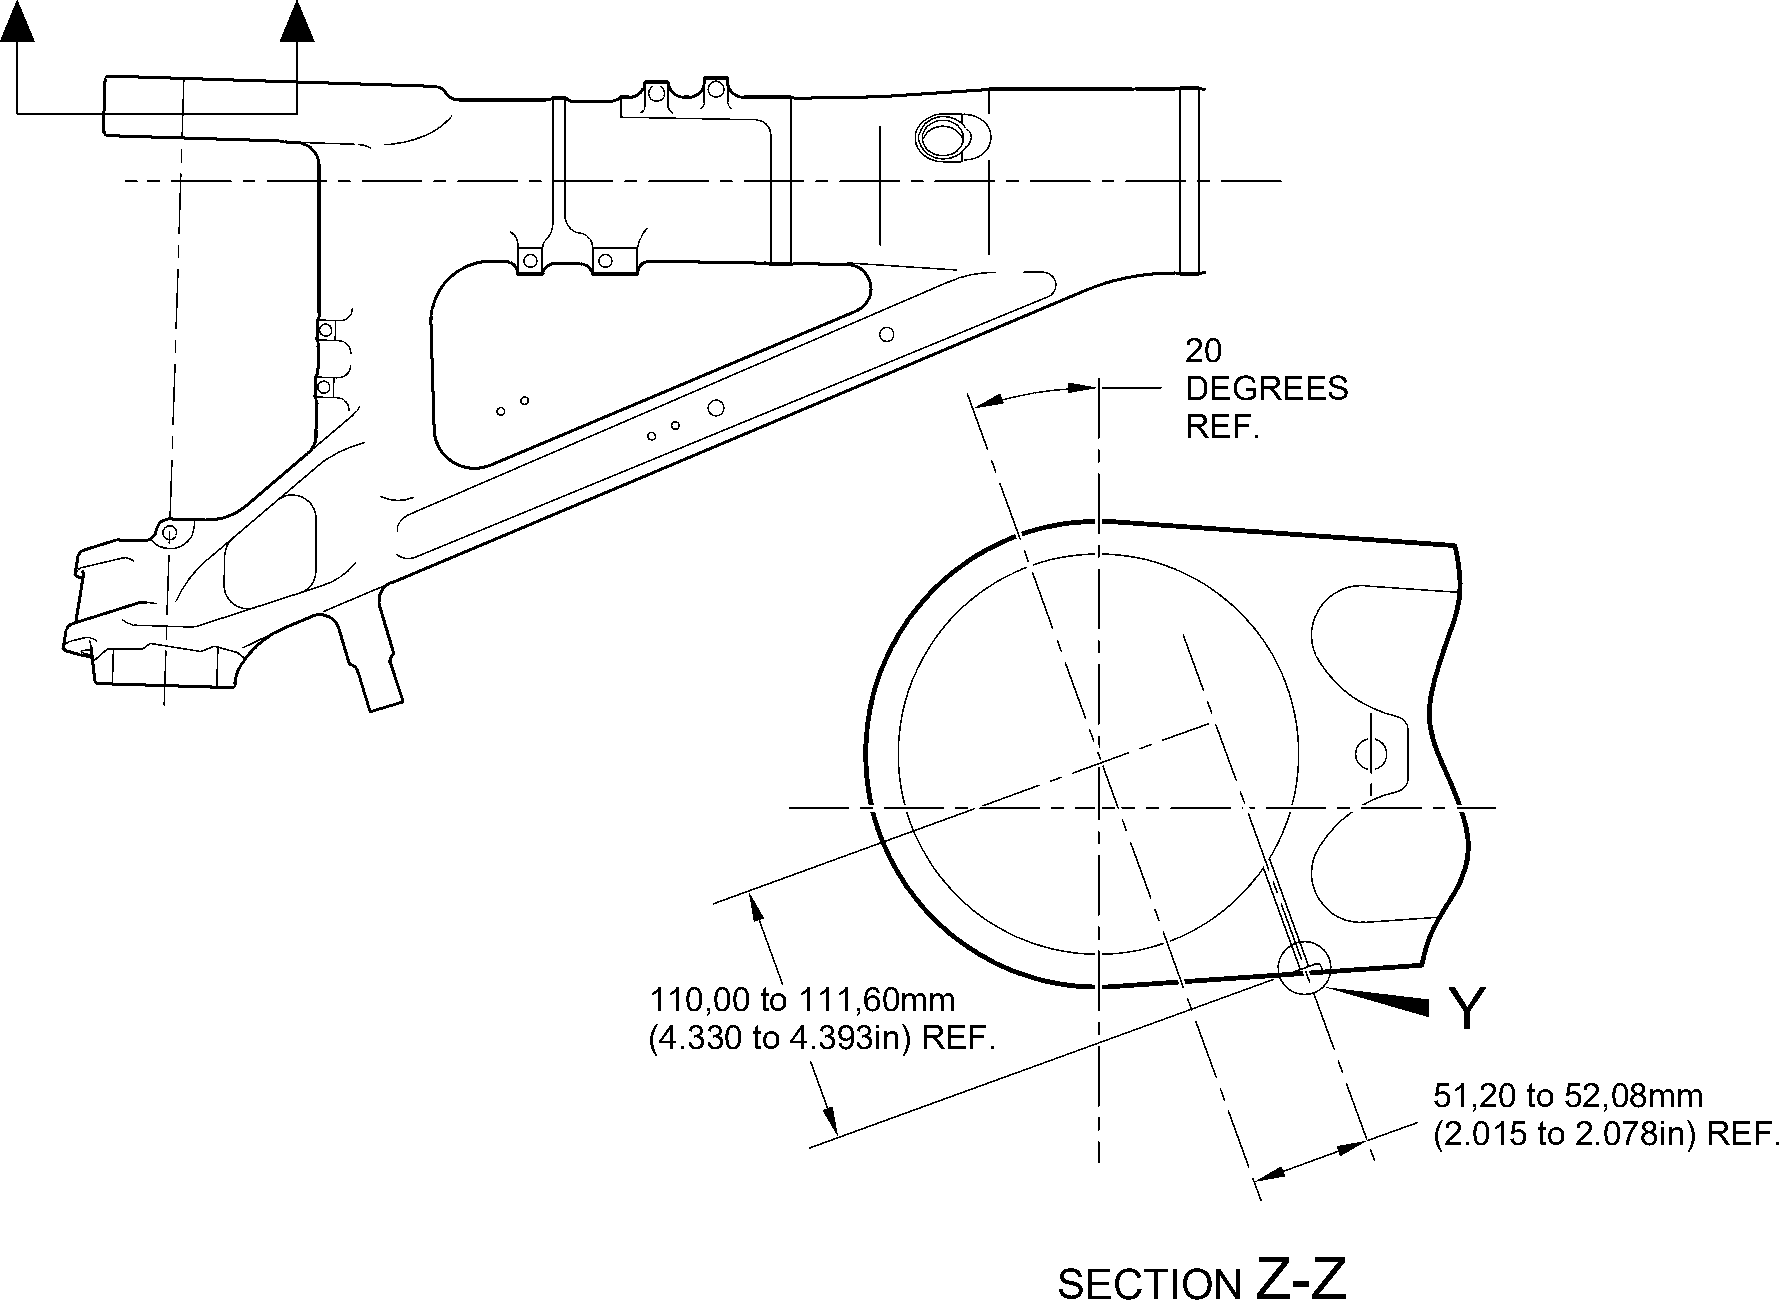 20
DEGREES
REF.
110,00 to 111,60mm
(4.330 to 4.393in) REF.
Y
51,20 to 52,08mm
(2.015 to 2.078in) REF.
SECTION Z-Z